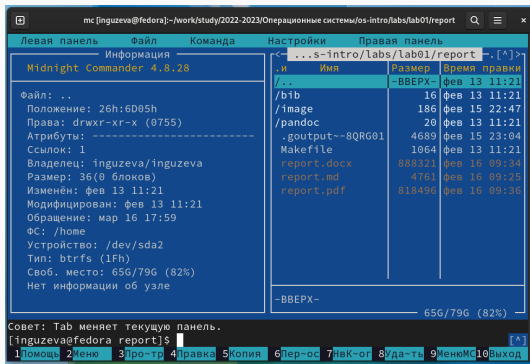 mc [inguzeva@fedora]:~/work/study/2022-2023/Операционные системы/os-intro/labs/lab01/report
Левая панель Файл Команда Настройки Правая панель
Информация
Midnight Commander 4.8.28
Файл: ..
Положение: 26h:6D05h
Права: drwxr-xr-x (0755)
Атрибуты: ----------------
Ссылок: 1
Владелец: inguzeva/inguzeva
Размер: 36(0 блоков)
Изменён: фев 13 11:21
Модифицирован: фев 13 11:21
Обращение: мар 16 17:59
ФС: /home
Устройство: /dev/sda2
Тип: btrfs (1Fh)
Своб. место: 65G/79G (82%)
Нет информации об узле
<─ ...s-intro/labs/lab01/report ─.[^]>
.и Имя Размер Время правки
/.. -ВВЕРХ- фев 13 11:21
/bib 16 фев 13 11:21
/image 186 фев 15 22:47
/pandoc 20 фев 13 11:21
.goutput~-8QRG01 4689 фев 15 23:04
Makefile 1064 фев 13 11:21
report.docx 888321 фев 16 09:34
report.md 4761 фев 16 09:25
report.pdf 818496 фев 16 09:36
-ВВЕРХ-
65G/79G (82%)
Совет: Tab меняет текущую панель.
[inguzeva@fedora report]$ [^]
1Помощь 2Меню 3Про~тр 4Правка 5Копия 6Пер~ос 7НвК~ог 8Уда~ть 9МенюMC 10Выход